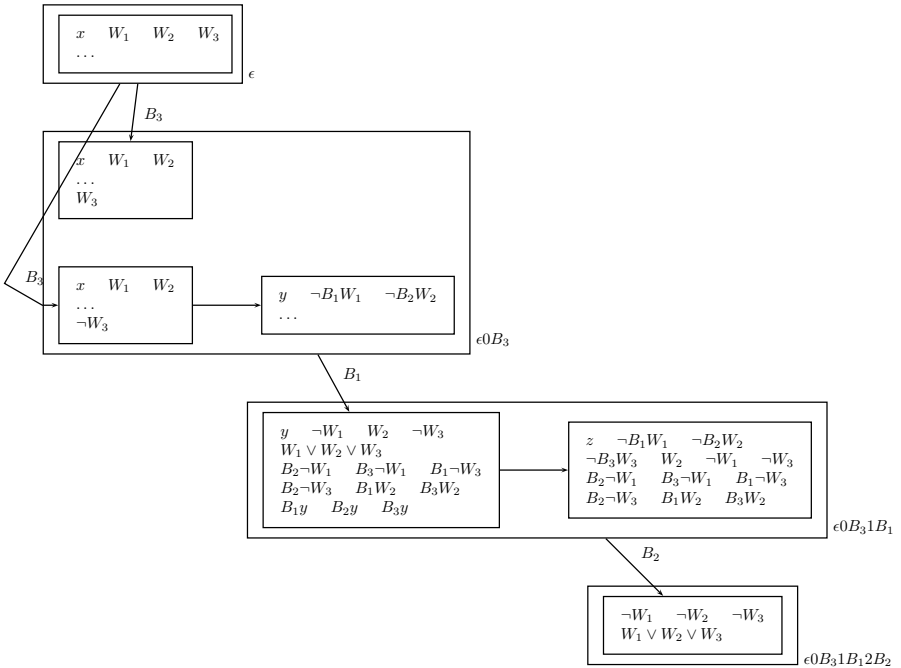 x W₁ W₂ W₃
...
ϵ
B₃
x W₁ W₂
...
W₃
B₃
x W₁ W₂
...
¬W₃
y ¬B₁W₁ ¬B₂W₂
...
ϵ0B₃
B₁
y ¬W₁ W₂ ¬W₃
W₁ ∨ W₂ ∨ W₃
B₂¬W₁ B₃¬W₁ B₁¬W₃
B₂¬W₃ B₁W₂ B₃W₂
B₁y B₂y B₃y
z ¬B₁W₁ ¬B₂W₂
¬B₃W₃ W₂ ¬W₁ ¬W₃
B₂¬W₁ B₃¬W₁ B₁¬W₃
B₂¬W₃ B₁W₂ B₃W₂
ϵ0B₃1B₁
B₂
¬W₁ ¬W₂ ¬W₃
W₁ ∨ W₂ ∨ W₃
ϵ0B₃1B₁2B₂